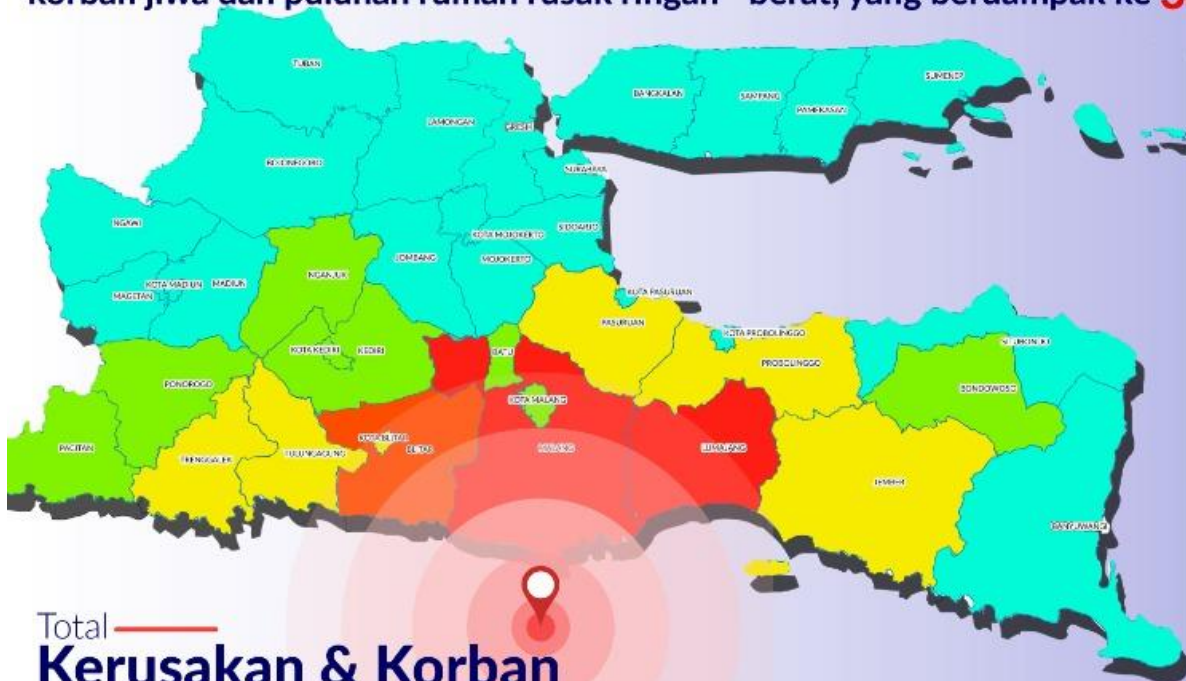 korban jiwa dan puluhan rumah rusak ringan - berat, yang berdampak ke
TUBAN
BANGKALAN
SAMPANG
PAMEKASAN
SUMENEP
LAMONGAN
GRESIK
BOJONEGORO
SURABAYA
NGAWI
KOTA MOJOKERTO
SIDOARJO
JOMBANG
MOJOKERTO
NGANJUK
KOTA MADIUN
MADIUN
MAGETAN
KOTA PASURUAN
PASURUAN
KOTA PROBOLINGGO
PROBOLINGGO
SITUBONDO
KOTA KEDIRI
KEDIRI
BATU
PONOROGO
BONDOWOSO
KOTA MALANG
PACITAN
TRENGGALEK
TULUNGAGUNG
KOTA BLITAR
BLITAR
MALANG
LUMAJANG
JEMBER
BANYUWANGI
Total
Kerusakan & Korban